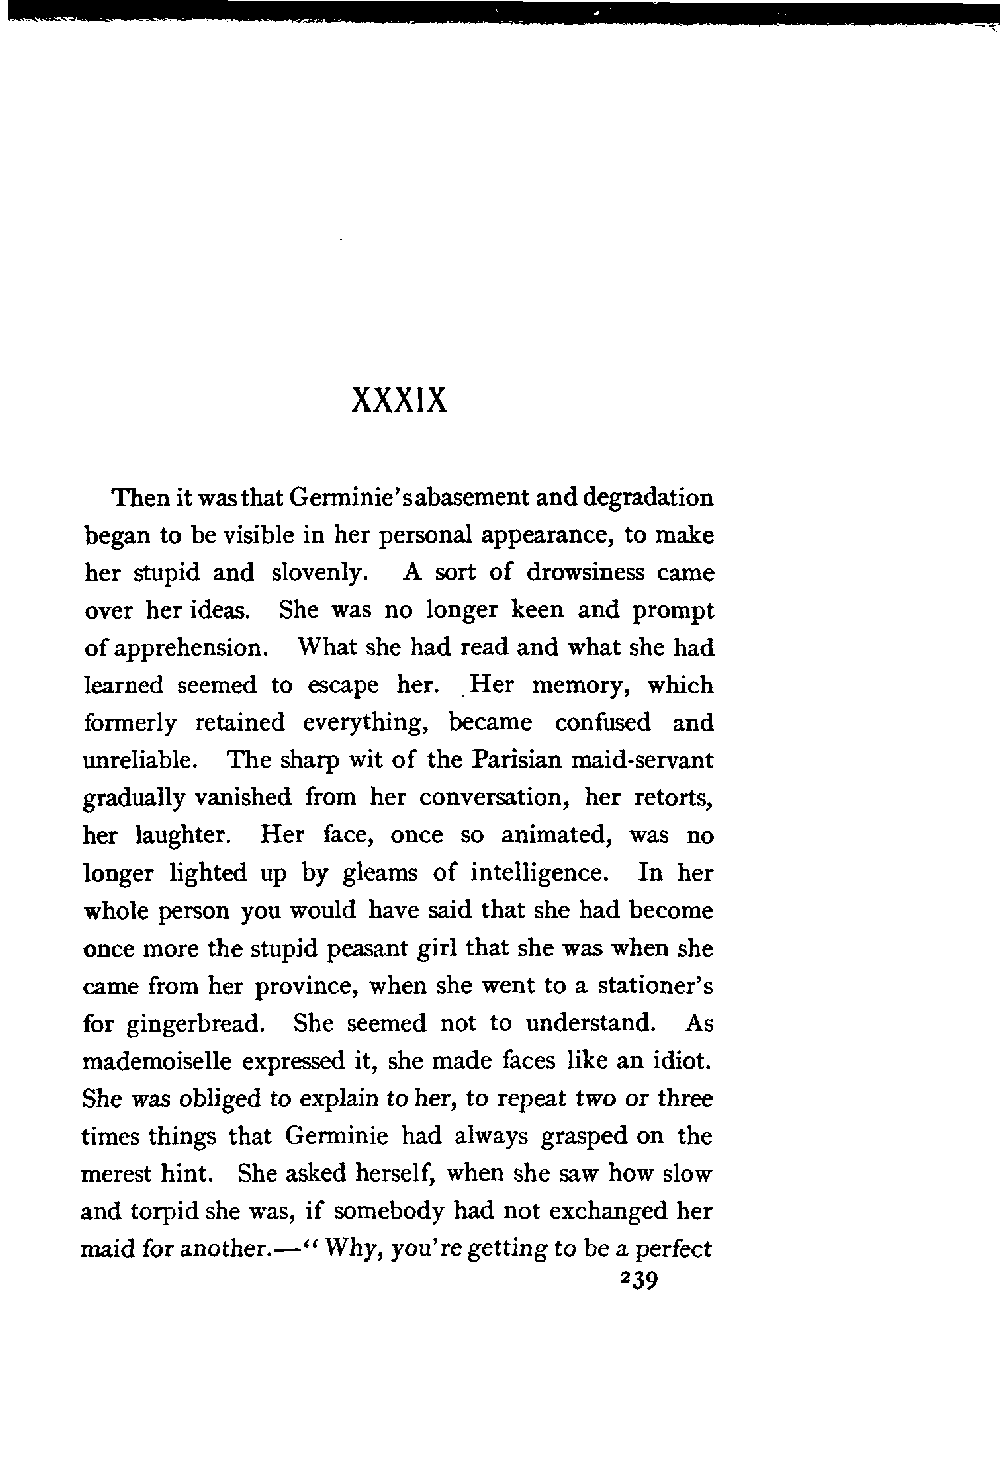 XXXIX
Then it was that Germinie's abasement and degradation
began to be visible in her personal appearance, to make
her stupid and slovenly. A sort of drowsiness came
over her ideas. She was no longer keen and prompt
of apprehension. What she had read and what she had
learned seemed to escape her. Her memory, which
formerly retained everything, became confused and
unreliable. The sharp wit of the Parisian maid-servant
gradually vanished from her conversation, her retorts,
her laughter. Her face, once so animated, was no
longer lighted up by gleams of intelligence. In her
whole person you would have said that she had become
once more the stupid peasant girl that she was when she
came from her province, when she went to a stationer's
for gingerbread. She seemed not to understand. As
mademoiselle expressed it, she made faces like an idiot.
She was obliged to explain to her, to repeat two or three
times things that Germinie had always grasped on the
merest hint. She asked herself, when she saw how slow
and torpid she was, if somebody had not exchanged her
maid for another.—“Why, you're getting to be a perfect
239